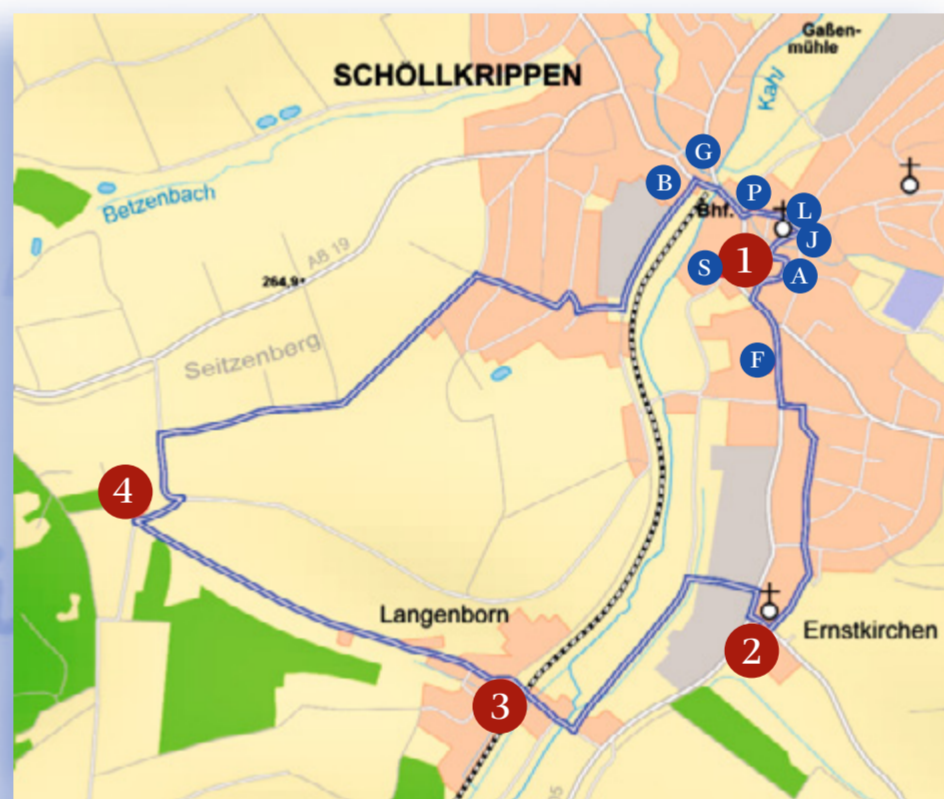 Gaßen-
mühle
SCHÖLLKRIPPEN
Kahl
G
B
P
Betzenbach
Bhf.
L
J
AB 19
S
1
A
264,9
Seitzenberg
F
4
Langenborn
Ernstkirchen
2
3